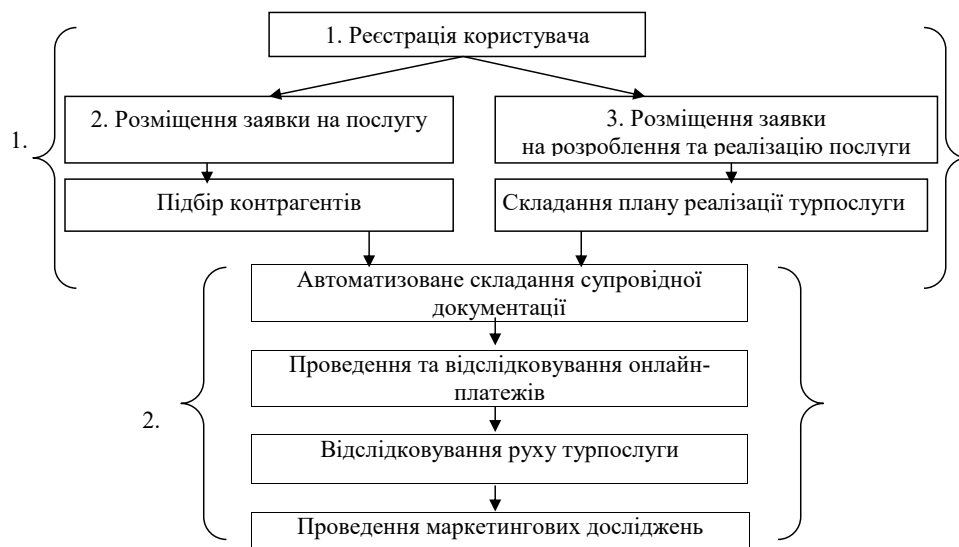 1. Реєстрація користувача
2. Розміщення заявки на послугу
3. Розміщення заявки
на розроблення та реалізацію послуги
1.
Підбір контрагентів
Складання плану реалізації турпослуги
Автоматизоване складання супровідної
документації
Проведення та відслідковування онлайн-
платежів
2.
Відслідковування руху турпослуги
Проведення маркетингових досліджень